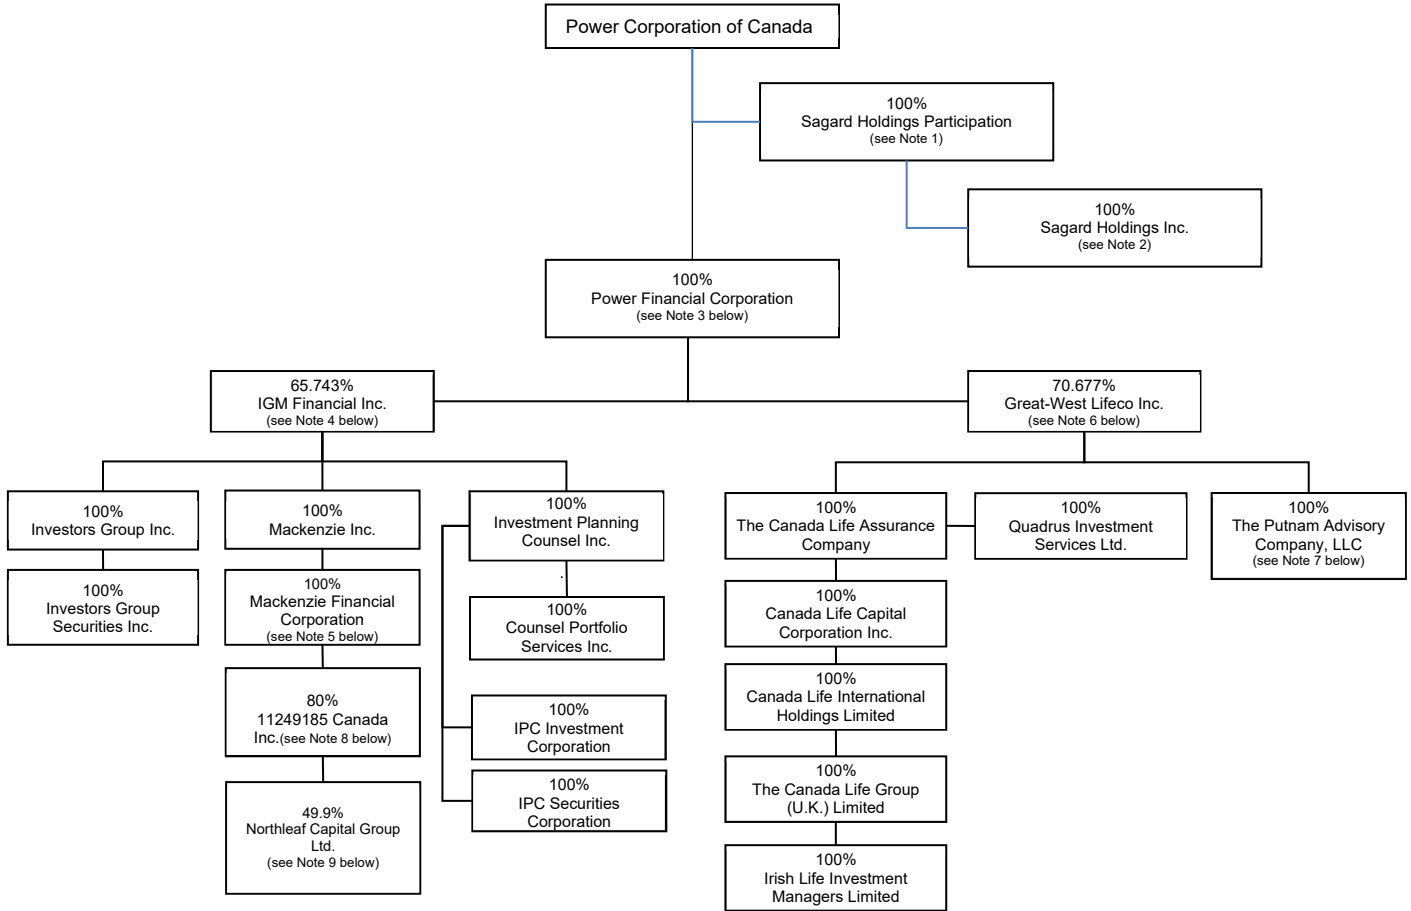 Power Corporation of Canada
100%
Sagard Holdings Participation
(see Note 1)
100%
Sagard Holdings Inc.
(see Note 2)
100%
Power Financial Corporation
(see Note 3 below)
65.743%
IGM Financial Inc.
(see Note 4 below)
70.677%
Great-West Lifeco Inc.
(see Note 6 below)
100%
Investors Group Inc.
100%
Mackenzie Inc.
100%
Investment Planning
Counsel Inc.
100%
The Canada Life Assurance
Company
100%
Quadrus Investment
Services Ltd.
100%
The Putnam Advisory
Company, LLC
(see Note 7 below)
100%
Investors Group
Securities Inc.
100%
Mackenzie Financial
Corporation
(see Note 5 below)
100%
Counsel Portfolio
Services Inc.
100%
Canada Life Capital
Corporation Inc.
80%
11249185 Canada
Inc.(see Note 8 below)
100%
IPC Investment
Corporation
100%
Canada Life International
Holdings Limited
49.9%
Northleaf Capital Group
Ltd.
(see Note 9 below)
100%
IPC Securities
Corporation
100%
The Canada Life Group
(U.K.) Limited
100%
Irish Life Investment
Managers Limited